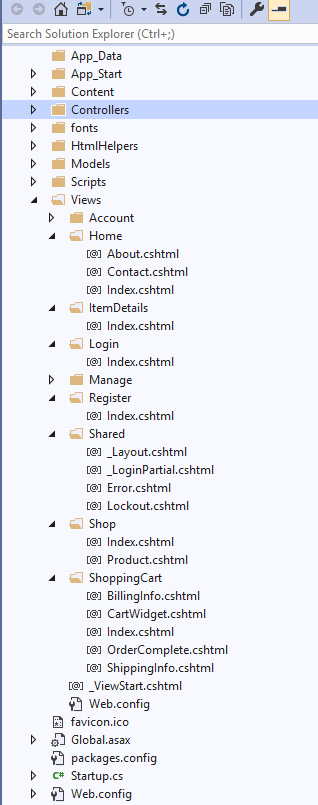 Search Solution Explorer (Ctrl+;)
App_Data
App_Start
Content
Controllers
fonts
HtmlHelpers
Models
Scripts
Views
Account
Home
[@] About.cshtml
[@] Contact.cshtml
[@] Index.cshtml
ItemDetails
[@] Index.cshtml
Login
[@] Index.cshtml
Manage
Register
[@] Index.cshtml
Shared
[@] _Layout.cshtml
[@] _LoginPartial.cshtml
[@] Error.cshtml
[@] Lockout.cshtml
Shop
[@] Index.cshtml
[@] Product.cshtml
ShoppingCart
[@] BillingInfo.cshtml
[@] CartWidget.cshtml
[@] Index.cshtml
[@] OrderComplete.cshtml
[@] ShippingInfo.cshtml
[@] _ViewStart.cshtml
Web.config
favicon.ico
Global.asax
packages.config
C# Startup.cs
Web.config